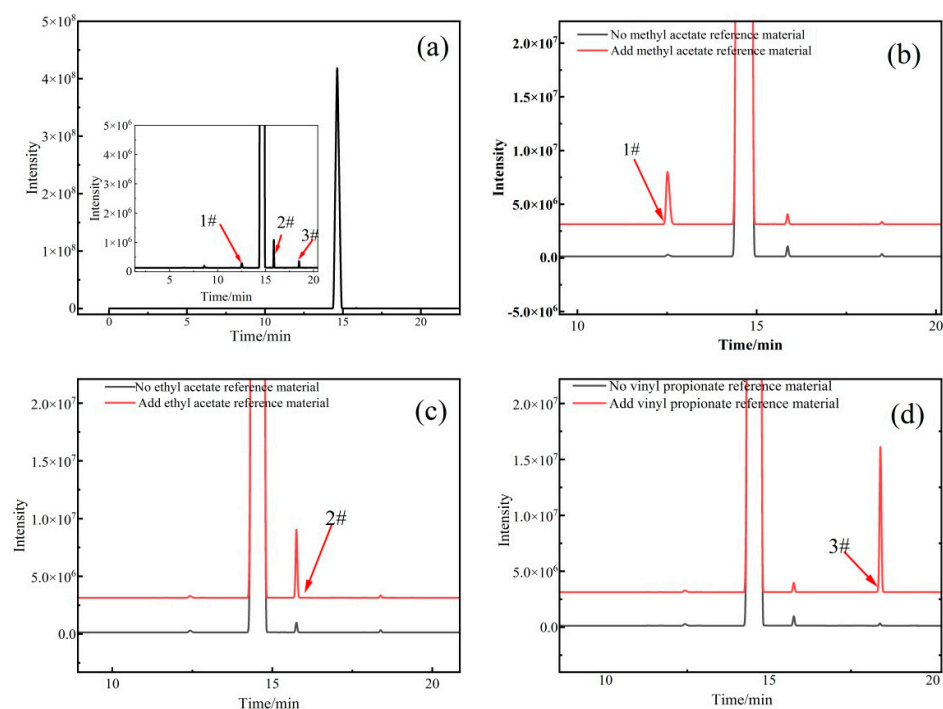 (a)
5×10⁸
4×10⁸
3×10⁸
2×10⁸
1×10⁸
0
Intensity
0 5 10 15 20
Time/min
5×10⁶
4×10⁶
3×10⁶
2×10⁶
1×10⁶
0
Intensity
5 10 15 20
Time/min
1#
2#
3#
(b)
No methyl acetate reference material
Add methyl acetate reference material
2.0×10⁷
1.5×10⁷
1.0×10⁷
5.0×10⁶
0.0
-5.0×10⁶
Intensity
1#
10 15 20
Time/min
(c)
No ethyl acetate reference material
Add ethyl acetate reference material
2.0×10⁷
1.5×10⁷
1.0×10⁷
5.0×10⁶
0.0
Intensity
2#
10 15 20
Time/min
(d)
No vinyl propionate reference material
Add vinyl propionate reference material
2.0×10⁷
1.5×10⁷
1.0×10⁷
5.0×10⁶
0.0
Intensity
3#
10 15 20
Time/min